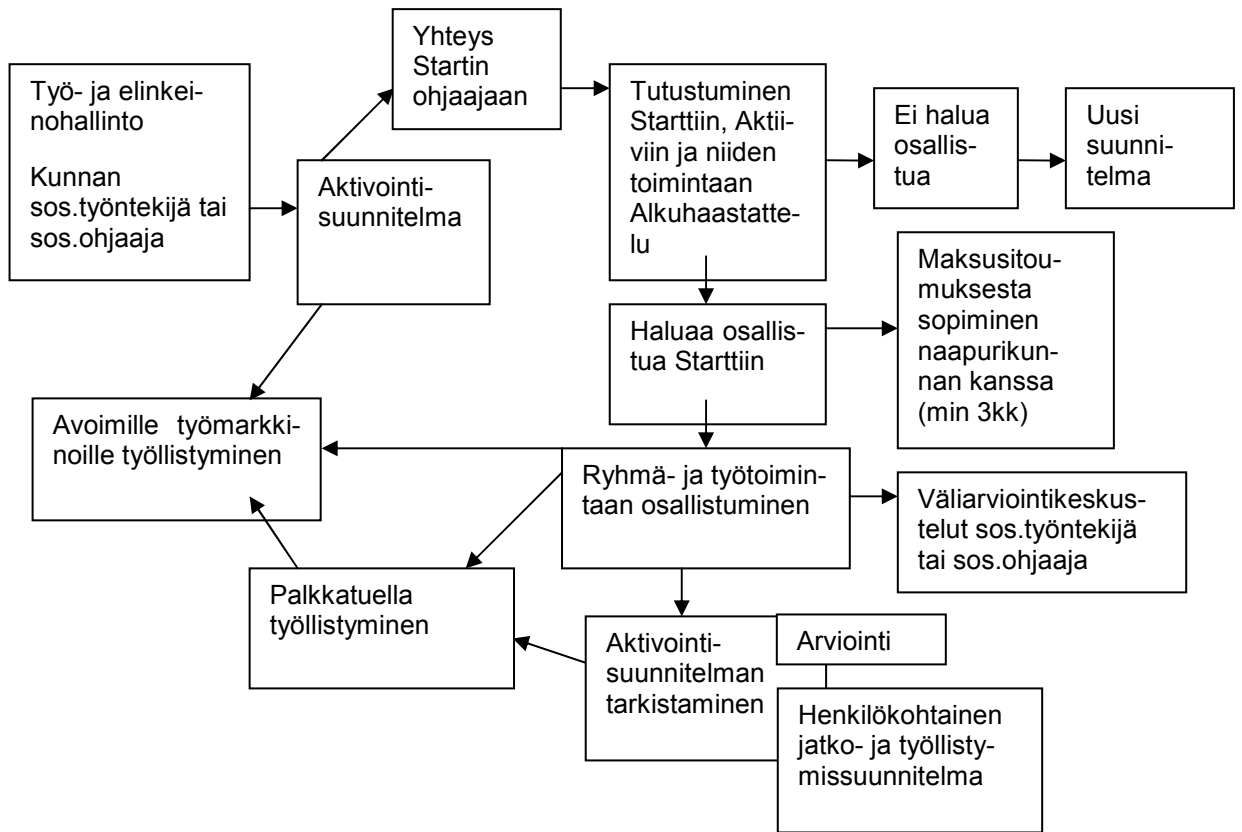 Työ- ja elinkei-
nohallinto
Kunnan
sos.työntekijä tai
sos.ohjaaja
Aktivointi-
suunnitelma
Yhteys
Startin
ohjaajaan
Tutustuminen
Starttiin, Aktii-
viin ja niiden
toimintaan
Alkuhaastatte-
lu
Ei halua
osallis-
tua
Uusi
suunni-
telma
Haluaa osallis-
tua Starttiin
Maksusitou-
muksesta
sopiminen
naapurikun-
nan kanssa
(min 3kk)
Avoimille työmarkki-
noille työllistyminen
Ryhmä- ja työtoimin-
taan osallistuminen
Väliarviointikeskus-
telut sos.työntekijä
tai sos.ohjaaja
Palkkatuella
työllistyminen
Aktivointi-
suunnitelman
tarkistaminen
Arviointi
Henkilökohtainen
jatko- ja työllisty-
missuunnitelma